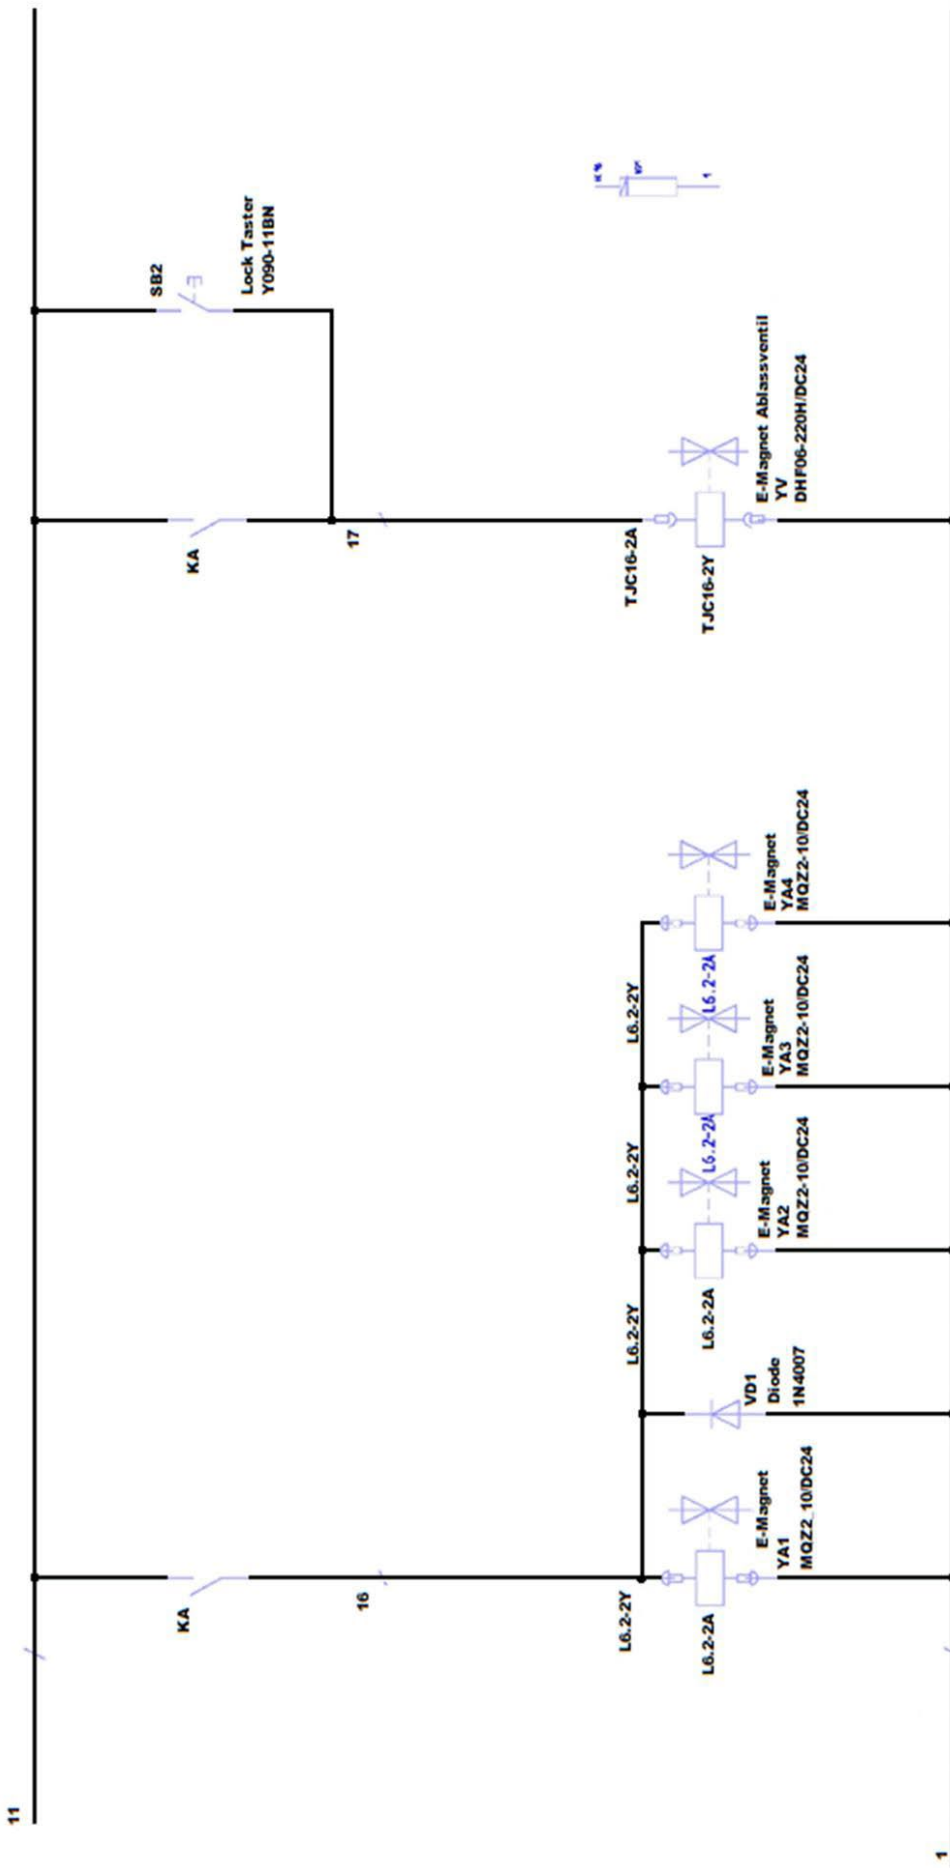 11
KA
16
L6.2-2Y
L6.2-2A
E-Magnet
YA1
MQZ2_10/DC24
VD1
Diode
1N4007
L6.2-2Y
L6.2-2A
E-Magnet
YA2
MQZ2-10/DC24
L6.2-2Y
L6.2-2A
E-Magnet
YA3
MQZ2-10/DC24
L6.2-2Y
L6.2-2A
E-Magnet
YA4
MQZ2-10/DC24
KA
17
TJC16-2A
TJC16-2Y
E-Magnet Ablassventil
YV
DHF06-220H/DC24
SB2
Lock Taster
Y090-11BN
1
1